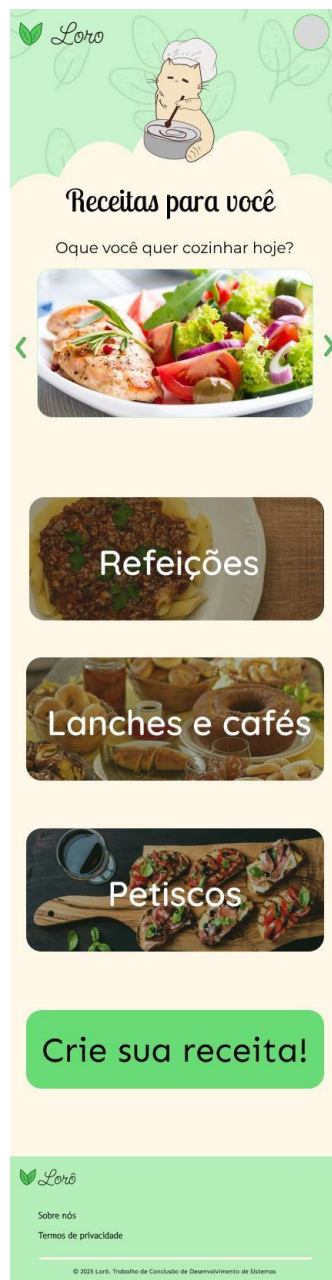 Loro
Receitas para você
Oque você quer cozinhar hoje?
Refeições
Lanches e cafés
Petiscos
Crie sua receita!
Lorô
Sobre nós
Termos de privacidade
© 2025 Lorô. Trabalho de Conclusão de Desenvolvimento de Sistemas